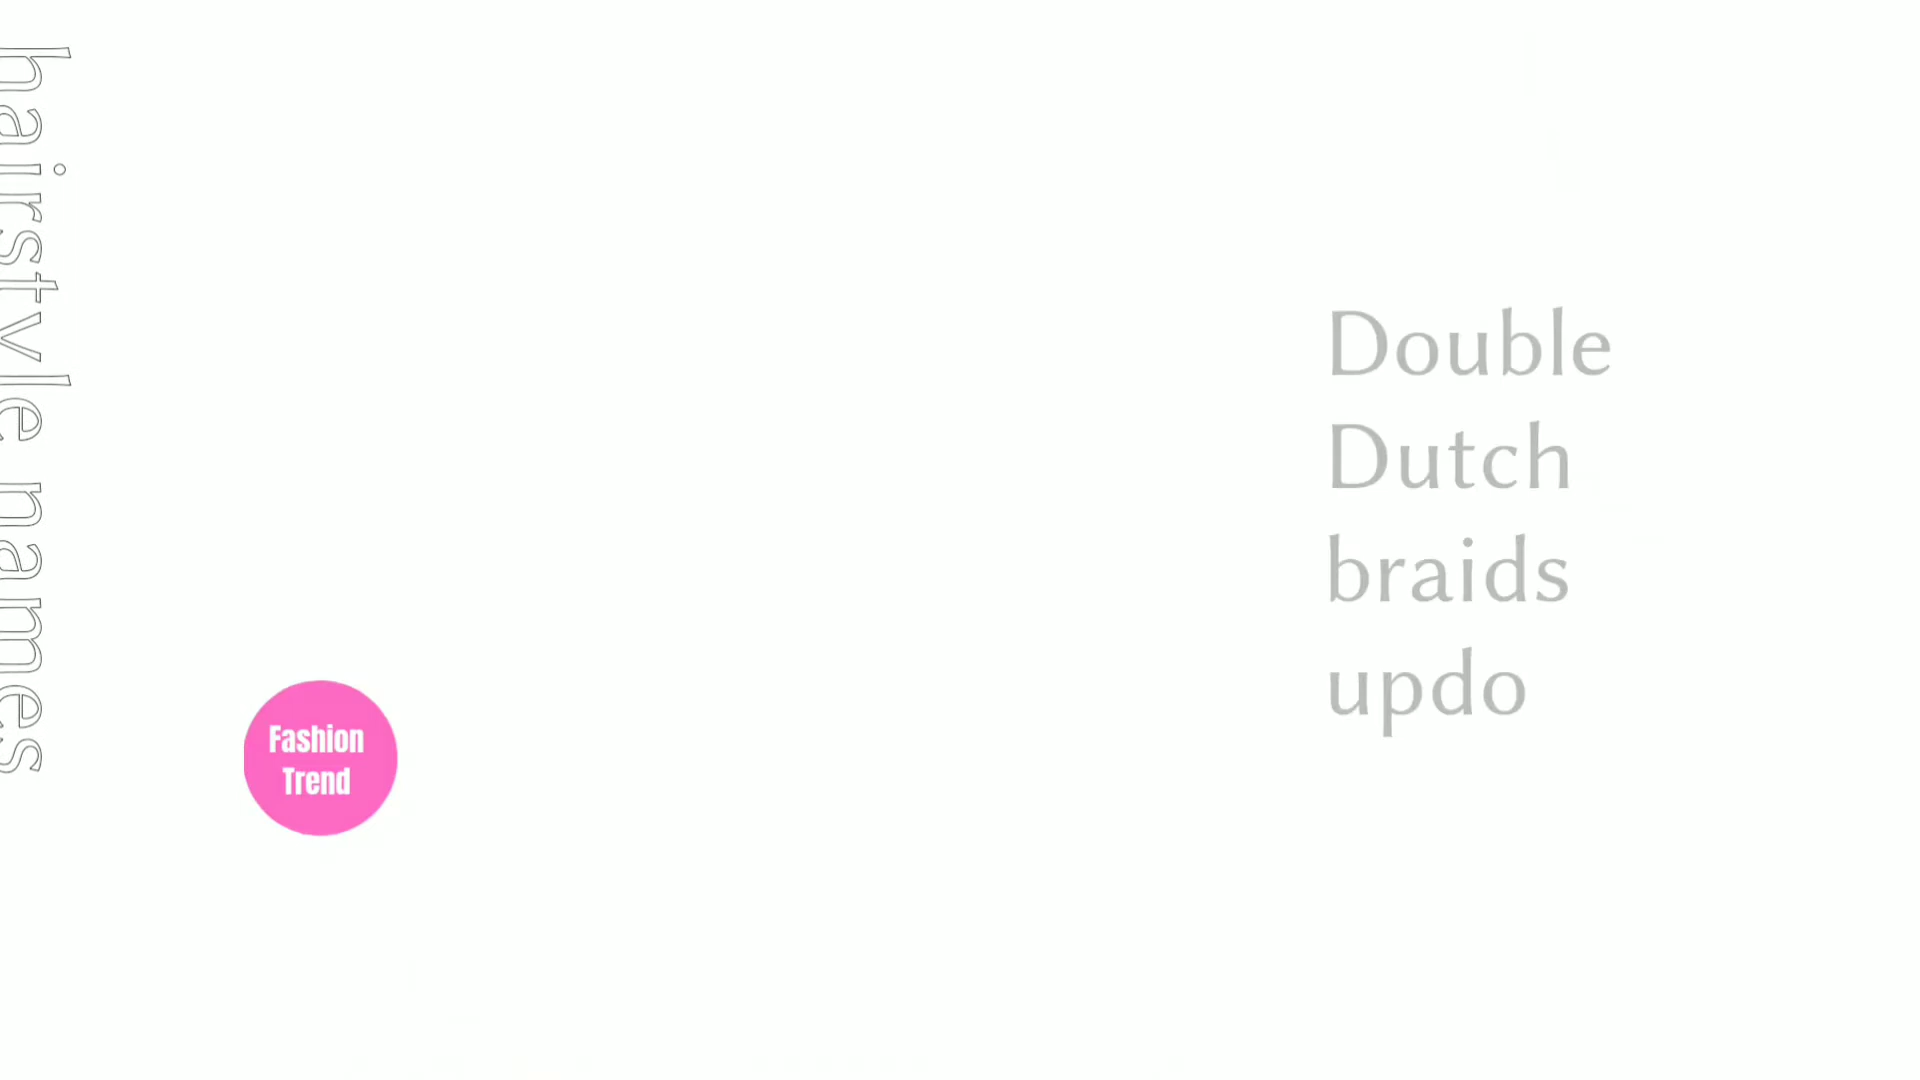 hairstyle names
Fashion
Trend
Double
Dutch
braids
updo